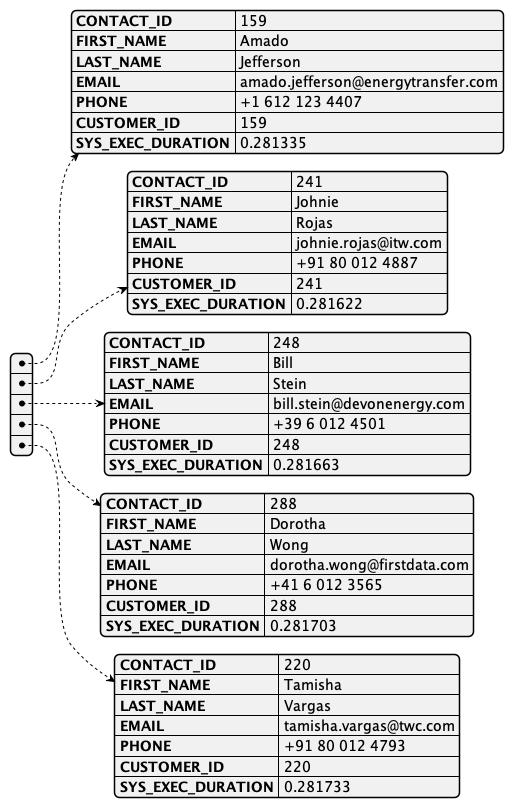 CONTACT_ID 159
FIRST_NAME Amado
LAST_NAME Jefferson
EMAIL amado.jefferson@energytransfer.com
PHONE +1 612 123 4407
CUSTOMER_ID 159
SYS_EXEC_DURATION 0.281335
CONTACT_ID 241
FIRST_NAME Johnie
LAST_NAME Rojas
EMAIL johnie.rojas@itw.com
PHONE +91 80 012 4887
CUSTOMER_ID 241
SYS_EXEC_DURATION 0.281622
CONTACT_ID 248
FIRST_NAME Bill
LAST_NAME Stein
EMAIL bill.stein@devonenergy.com
PHONE +39 6 012 4501
CUSTOMER_ID 248
SYS_EXEC_DURATION 0.281663
CONTACT_ID 288
FIRST_NAME Dorotha
LAST_NAME Wong
EMAIL dorotha.wong@firstdata.com
PHONE +41 6 012 3565
CUSTOMER_ID 288
SYS_EXEC_DURATION 0.281703
CONTACT_ID 220
FIRST_NAME Tamisha
LAST_NAME Vargas
EMAIL tamisha.vargas@twc.com
PHONE +91 80 012 4793
CUSTOMER_ID 220
SYS_EXEC_DURATION 0.281733